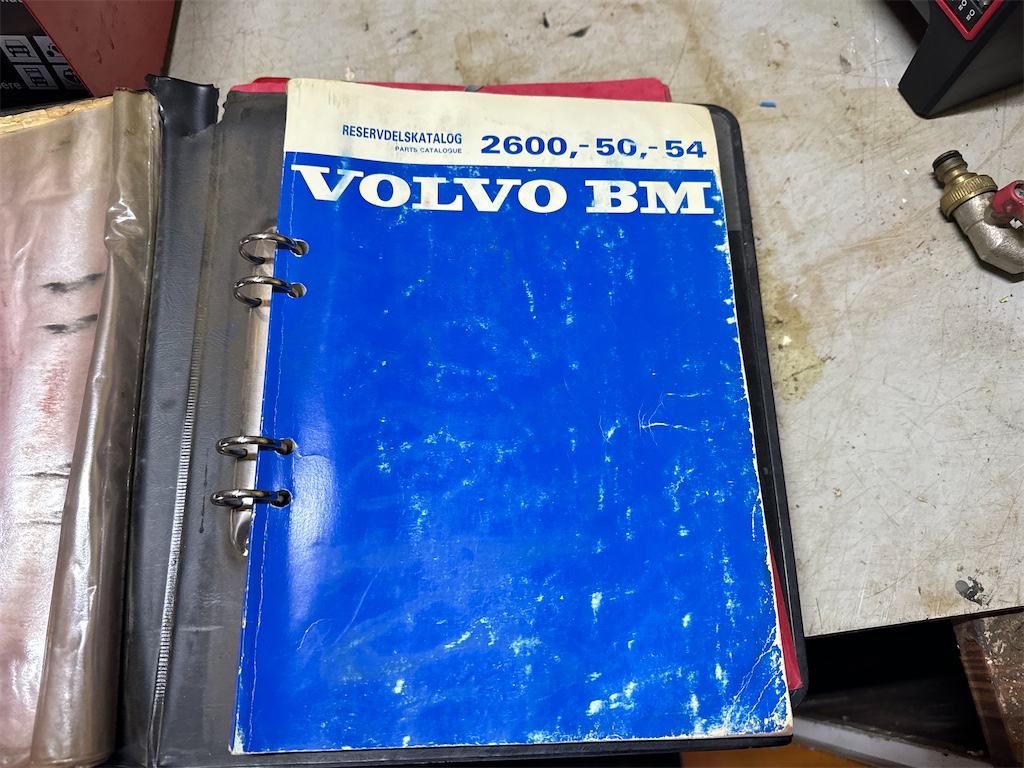 RESERVDELSKATALOG
PARTS CATALOGUE
2600,-50,-54
VOLVO BM